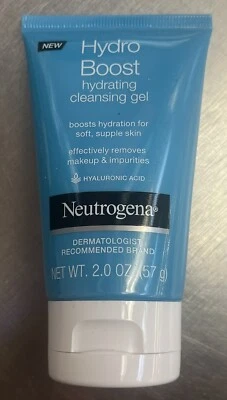 NEW
Hydro
Boost
hydrating
cleansing gel
boosts hydration for
soft, supple skin
effectively removes
makeup & impurities
HYALURONIC ACID
Neutrogena®
DERMATOLOGIST
RECOMMENDED BRAND
NET WT. 2.0 OZ (57 g)